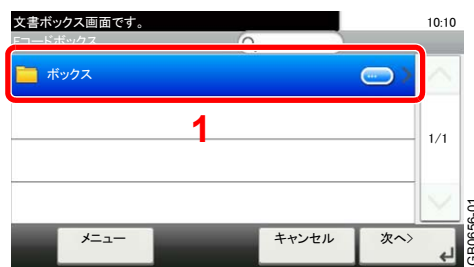 文書ボックス画面です。 10:10
Fコードボックス
ボックス ...
1
1/1
メニュー キャンセル 次へ>
GB0656-01